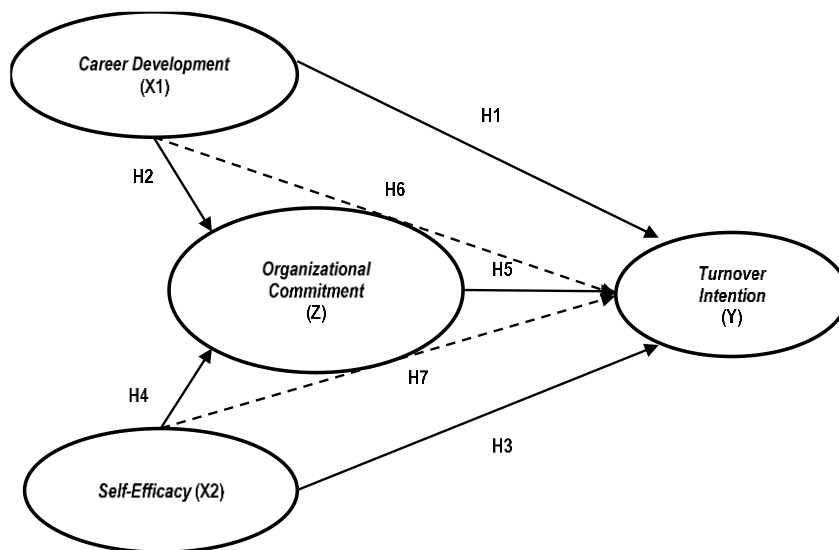 Career Development
(X1)
H1
H2
H6
Organizational
Commitment
(Z)
H5
Turnover
Intention
(Y)
H4
H7
H3
Self-Efficacy (X2)